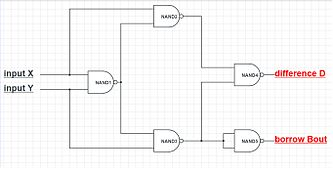 NAND2
input X
NAND1
NAND4
difference D
input Y
NAND3
NAND5
borrow Bout